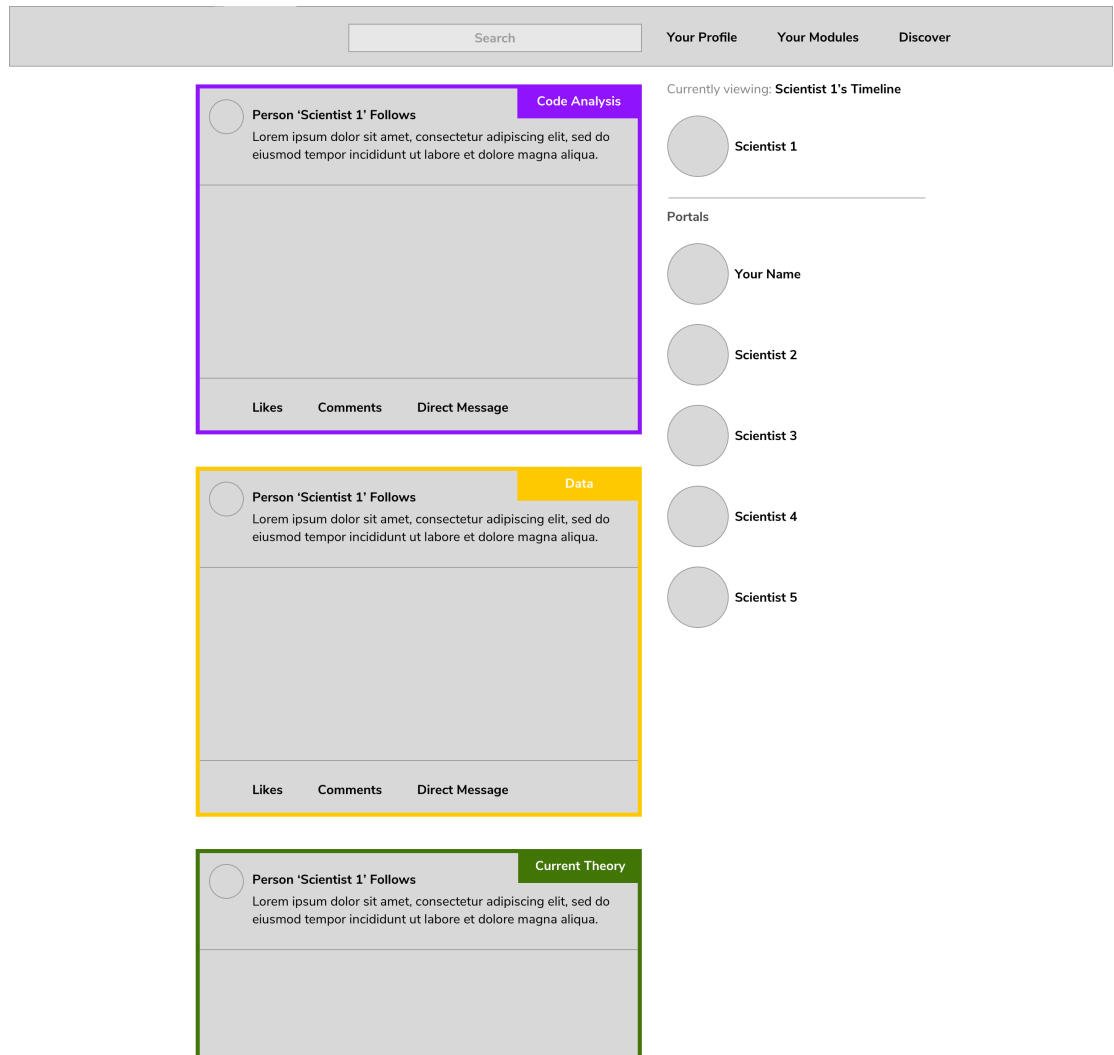 Search
Your Profile
Your Modules
Discover
Code Analysis
Person ‘Scientist 1’ Follows
Lorem ipsum dolor sit amet, consectetur adipiscing elit, sed do
eiusmod tempor incididunt ut labore et dolore magna aliqua.
Likes
Comments
Direct Message
Data
Person ‘Scientist 1’ Follows
Lorem ipsum dolor sit amet, consectetur adipiscing elit, sed do
eiusmod tempor incididunt ut labore et dolore magna aliqua.
Likes
Comments
Direct Message
Current Theory
Person ‘Scientist 1’ Follows
Lorem ipsum dolor sit amet, consectetur adipiscing elit, sed do
eiusmod tempor incididunt ut labore et dolore magna aliqua.
Currently viewing: Scientist 1’s Timeline
Scientist 1
Portals
Your Name
Scientist 2
Scientist 3
Scientist 4
Scientist 5